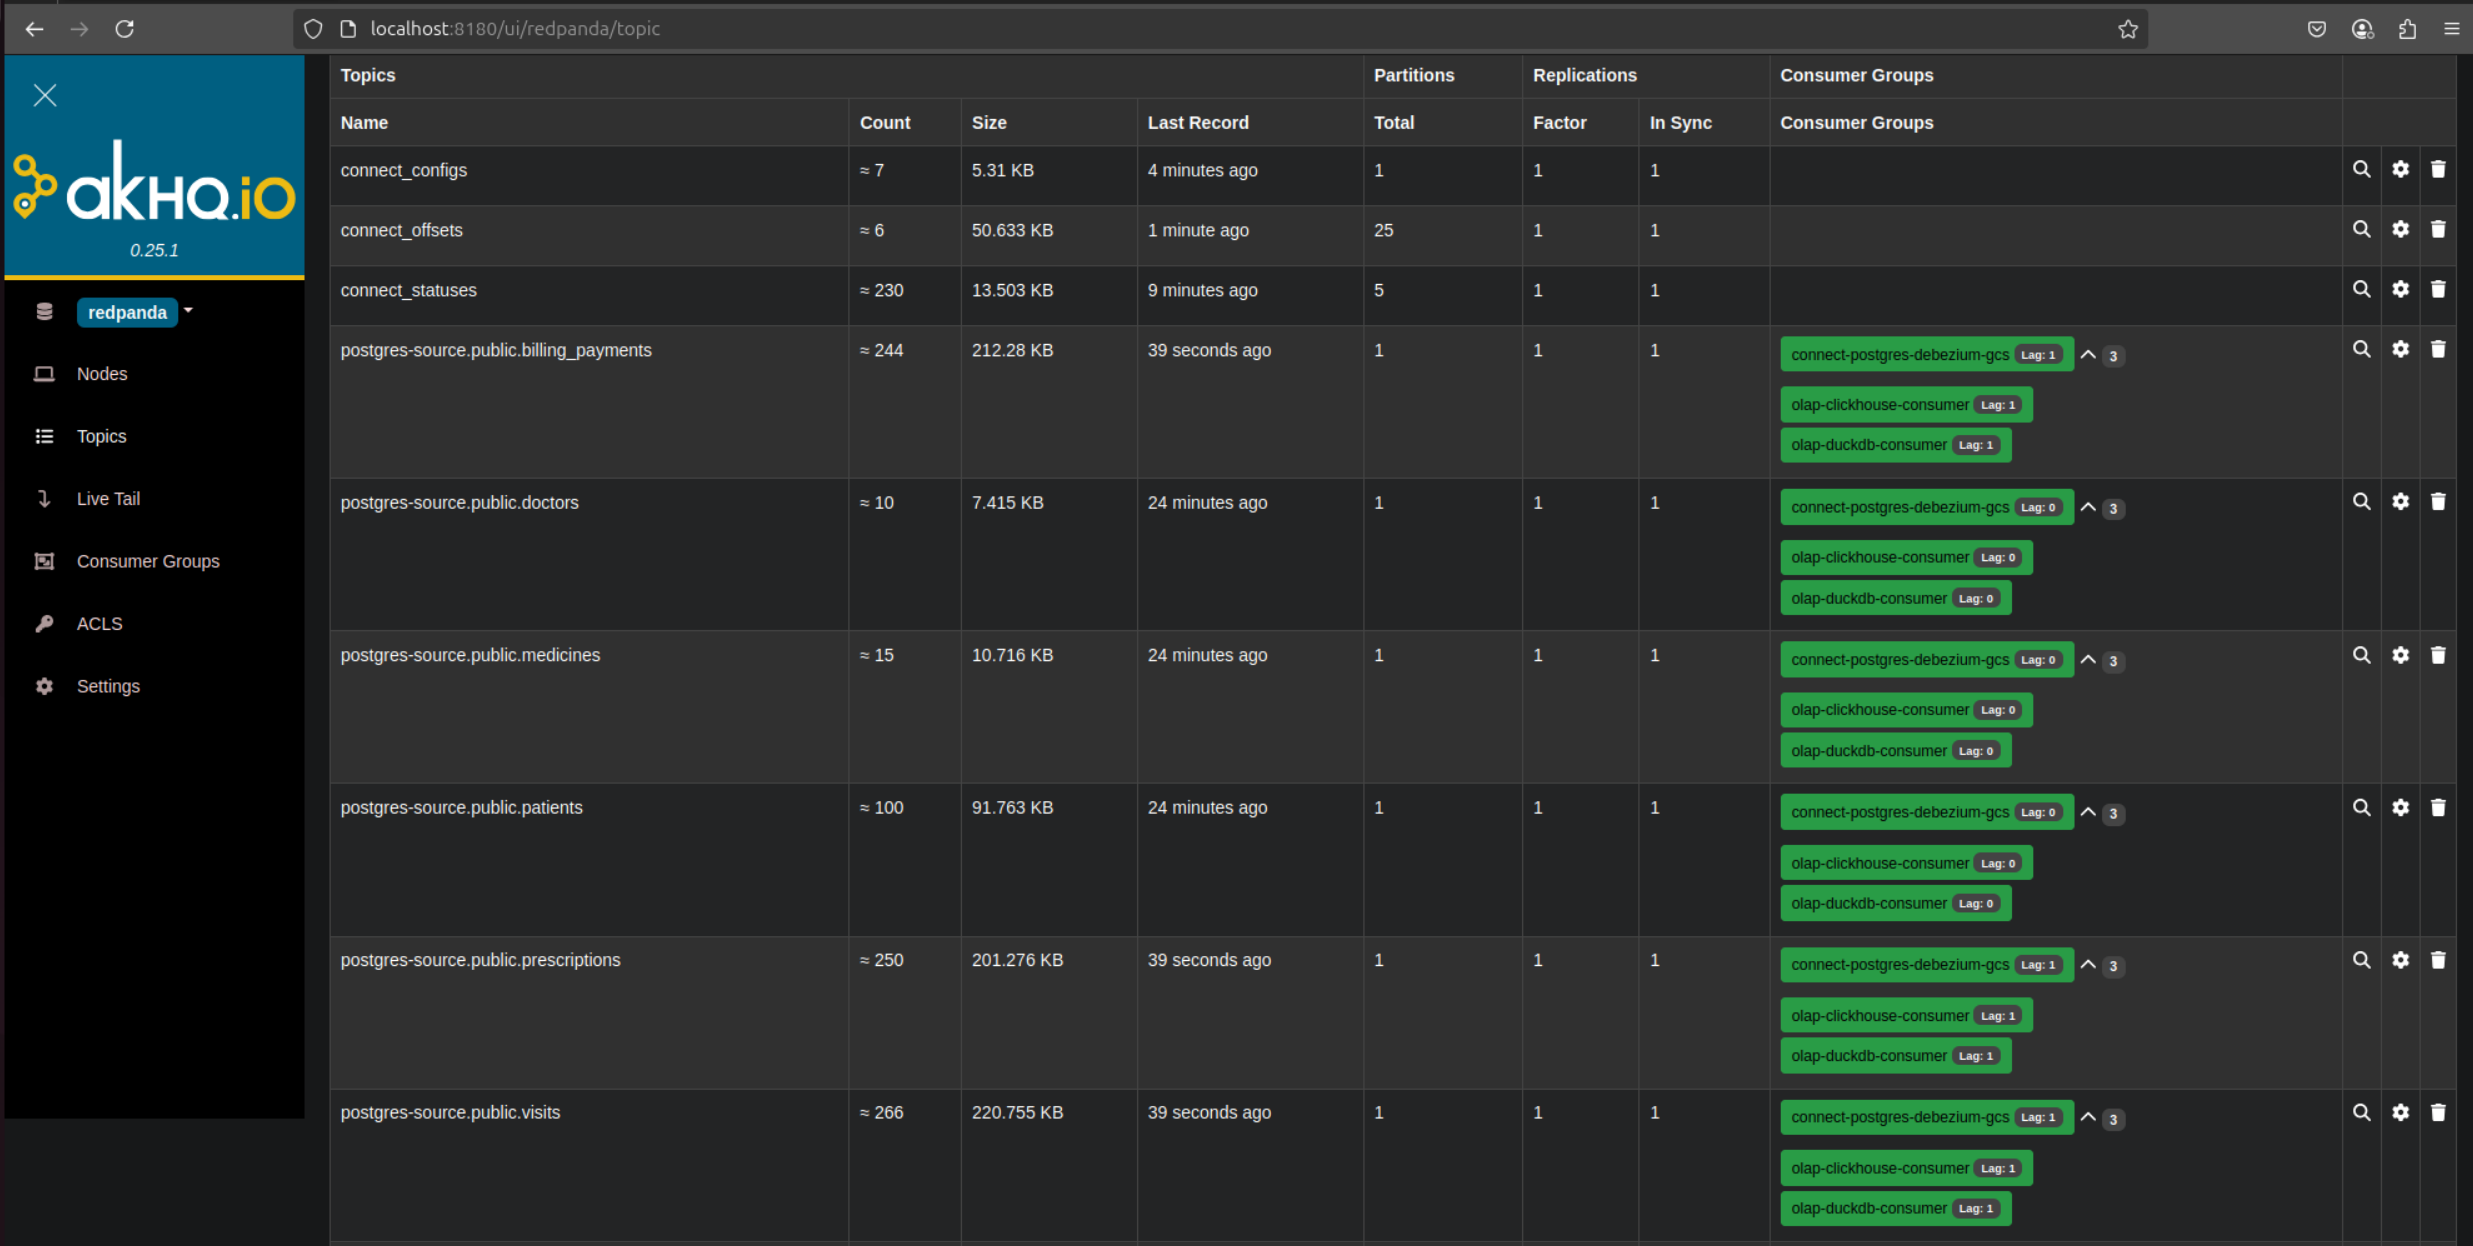 localhost:8180/ui/redpanda/topic
akHQ.io
0.25.1
redpanda
Nodes
Topics
Live Tail
Consumer Groups
ACLS
Settings
Topics Partitions Replications Consumer Groups
Name Count Size Last Record Total Factor In Sync Consumer Groups
connect_configs ≈ 7 5.31 KB 4 minutes ago 1 1 1
connect_offsets ≈ 6 50.633 KB 1 minute ago 25 1 1
connect_statuses ≈ 230 13.503 KB 9 minutes ago 5 1 1
postgres-source.public.billing_payments ≈ 244 212.28 KB 39 seconds ago 1 1 1 connect-postgres-debezium-gcs Lag: 1 3
olap-clickhouse-consumer Lag: 1
olap-duckdb-consumer Lag: 1
postgres-source.public.doctors ≈ 10 7.415 KB 24 minutes ago 1 1 1 connect-postgres-debezium-gcs Lag: 0 3
olap-clickhouse-consumer Lag: 0
olap-duckdb-consumer Lag: 0
postgres-source.public.medicines ≈ 15 10.716 KB 24 minutes ago 1 1 1 connect-postgres-debezium-gcs Lag: 0 3
olap-clickhouse-consumer Lag: 0
olap-duckdb-consumer Lag: 0
postgres-source.public.patients ≈ 100 91.763 KB 24 minutes ago 1 1 1 connect-postgres-debezium-gcs Lag: 0 3
olap-clickhouse-consumer Lag: 0
olap-duckdb-consumer Lag: 0
postgres-source.public.prescriptions ≈ 250 201.276 KB 39 seconds ago 1 1 1 connect-postgres-debezium-gcs Lag: 1 3
olap-clickhouse-consumer Lag: 1
olap-duckdb-consumer Lag: 1
postgres-source.public.visits ≈ 266 220.755 KB 39 seconds ago 1 1 1 connect-postgres-debezium-gcs Lag: 1 3
olap-clickhouse-consumer Lag: 1
olap-duckdb-consumer Lag: 1